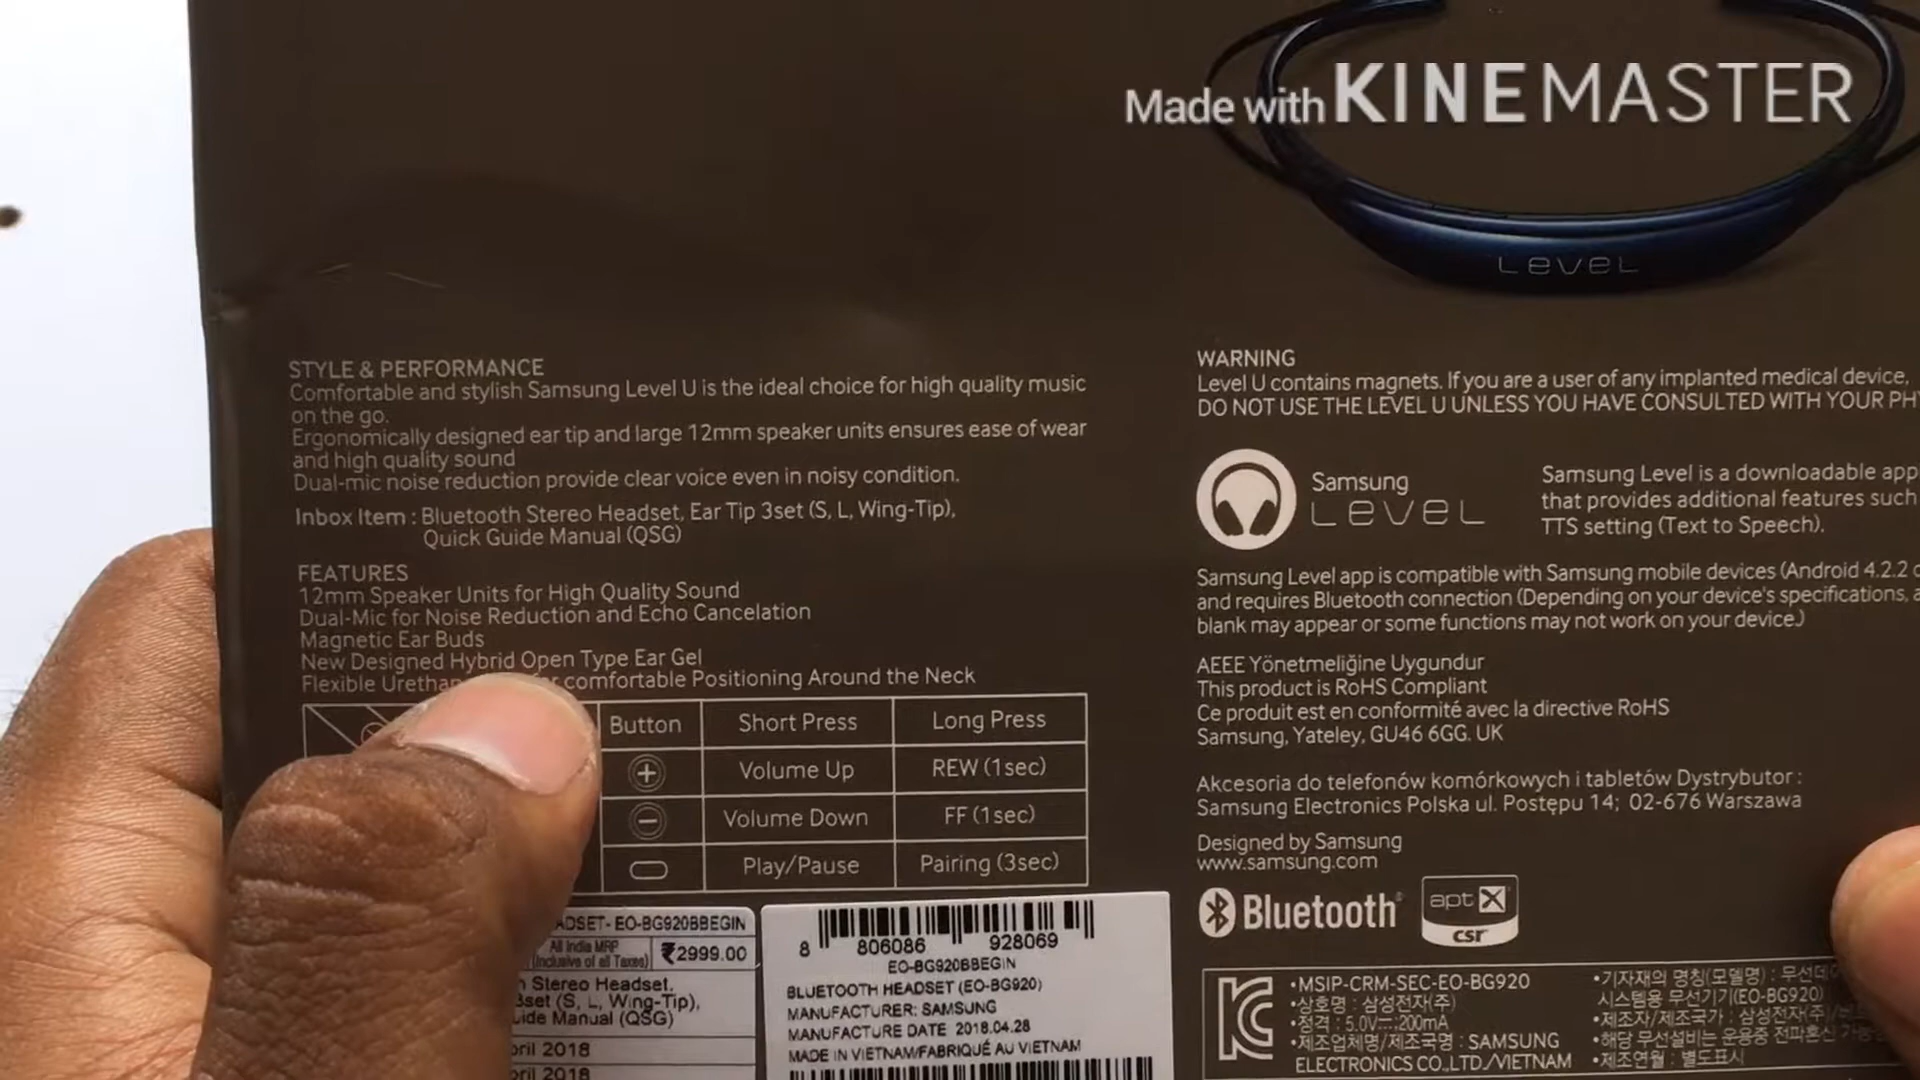 Made with KINEMASTER
LEVEL
STYLE & PERFORMANCE
Comfortable and stylish Samsung Level U is the ideal choice for high quality music
on the go.
Ergonomically designed ear tip and large 12mm speaker units ensures ease of wear
and high quality sound
Dual-mic noise reduction provide clear voice even in noisy condition.
Inbox Item : Bluetooth Stereo Headset, Ear Tip 3set (S, L, Wing-Tip),
Quick Guide Manual (QSG)
FEATURES
12mm Speaker Units for High Quality Sound
Dual-Mic for Noise Reduction and Echo Cancelation
Magnetic Ear Buds
New Designed Hybrid Open Type Ear Gel
Flexible comfortable Positioning Around the Neck
Button Short Press Long Press
Volume Up REW (1sec)
Volume Down FF (1sec)
Play/Pause Pairing (3sec)
EO-BG920BBEGIN
All India MRP
(Inclusive of all Taxes) ₹2999.00
Stereo Headset,
(S, L, Wing-Tip),
Manual (QSG)
2018
2018
8 806086 928069
EO-BG920BBEGIN
BLUETOOTH HEADSET (EO-BG920)
MANUFACTURER: SAMSUNG
MANUFACTURE DATE 2018.04.28
MADE IN VIETNAM/FABRIQUÉ AU VIETNAM
WARNING
Level U contains magnets. If you are a user of any implanted medical device,
DO NOT USE THE LEVEL U UNLESS YOU HAVE CONSULTED WITH YOUR
Samsung
LEVEL
Samsung Level is a downloadable app
that provides additional features such
TTS setting (Text to Speech).
Samsung Level app is compatible with Samsung mobile devices (Android 4.2.2
and requires Bluetooth connection (Depending on your device's specifications,
blank may appear or some functions may not work on your device.)
AEEE Yönetmeliğine Uygundur
This product is RoHS Compliant
Ce produit est en conformité avec la directive RoHS
Samsung, Yateley, GU46 6GG. UK
Akcesoria do telefonów komórkowych i tabletów Dystrybutor :
Samsung Electronics Polska ul. Postępu 14; 02-676 Warszawa
Designed by Samsung
www.samsung.com
Bluetooth®
aptX
csr
•MSIP-CRM-SEC-EO-BG920
•상호명 : 삼성전자(주)
•정격 : 5.0V⎓;200mA
•제조업체명/제조국명 : SAMSUNG
ELECTRONICS CO.,LTD./VIETNAM
•기자재의 명칭(모델명) :
시스템용 무선기기(EO-BG920)
•제조자/제조국가 : 삼성전자(주)
•해당 무선설비는 운용중 전파혼신
•제조연월 : 별도표시